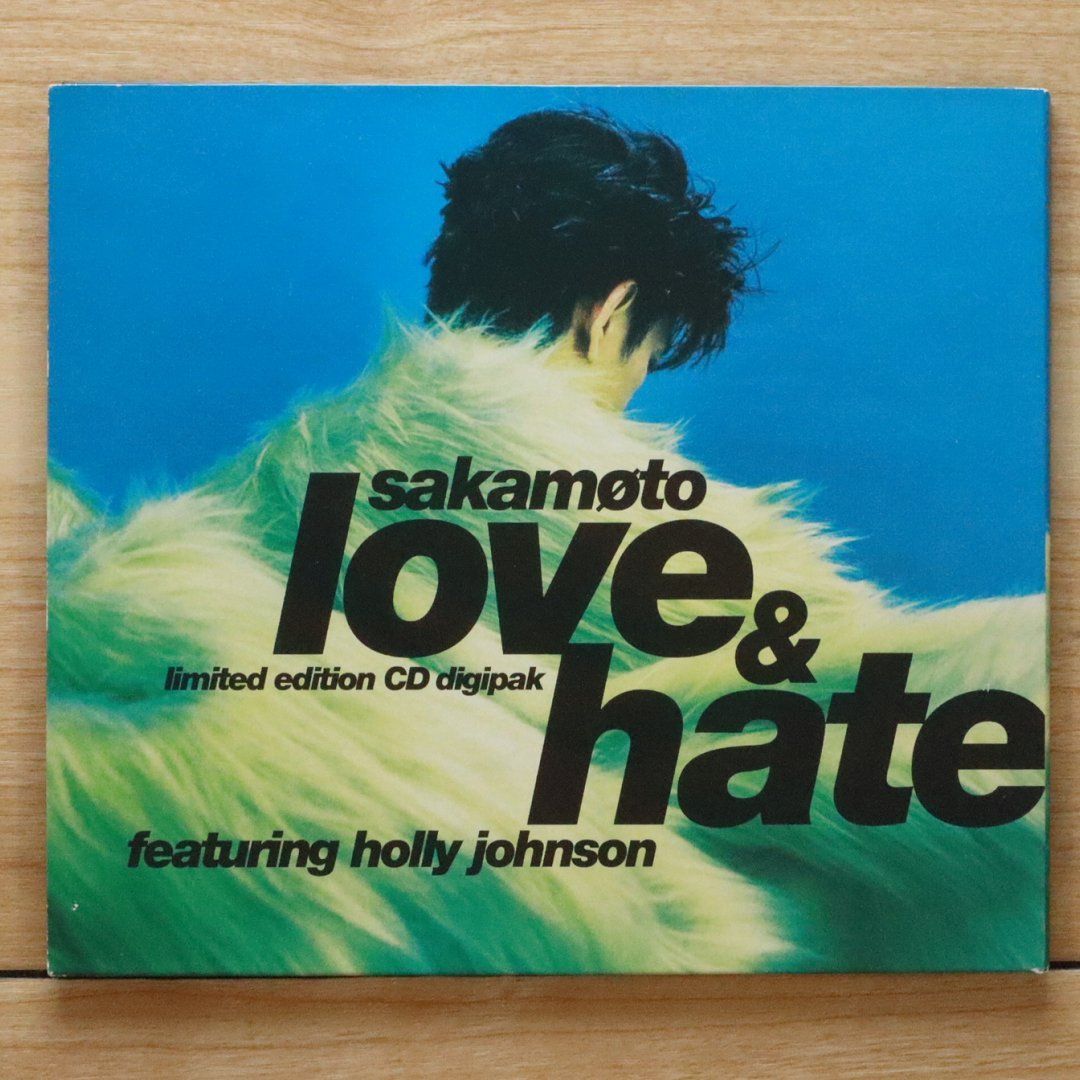 sakamøto
love
&
limited edition CD digipak
hate
featuring holly johnson